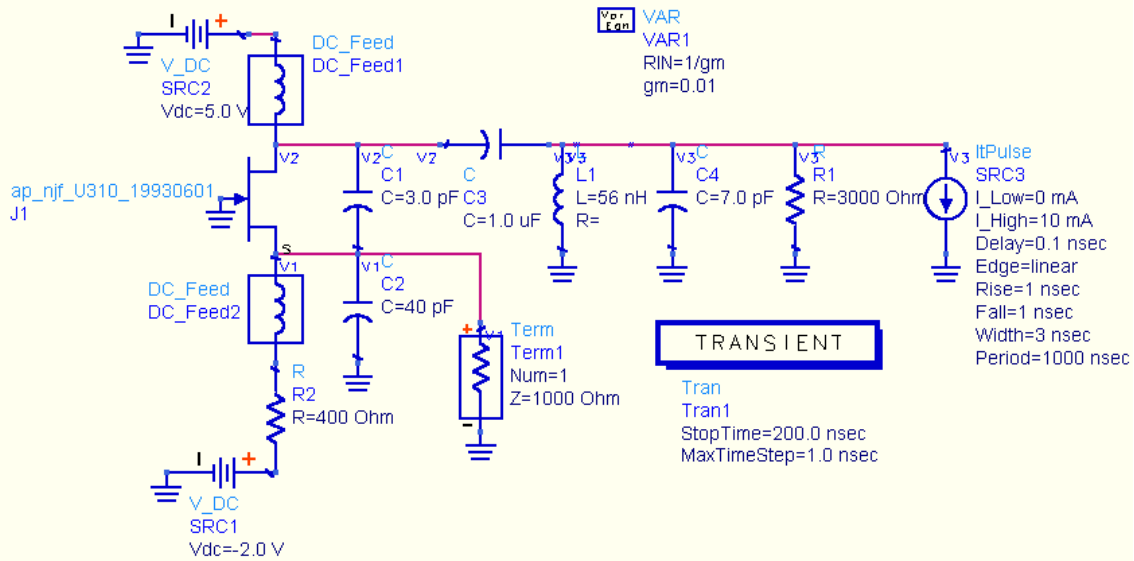 I +
V_DC
SRC2
Vdc=5.0 V
DC_Feed
DC_Feed1
Var
Eqn
VAR
VAR1
RIN=1/gm
gm=0.01
V2
ap_njf_U310_19930601
J1
V2
C
C1
C=3.0 pF
V2
C
C3
C=1.0 uF
V3
L1
L=56 nH
R=
V3
C
C4
C=7.0 pF
V3
R
R1
R=3000 Ohm
V3
ItPulse
SRC3
I_Low=0 mA
I_High=10 mA
Delay=0.1 nsec
Edge=linear
Rise=1 nsec
Fall=1 nsec
Width=3 nsec
Period=1000 nsec
S
V1
DC_Feed
DC_Feed2
V1
C
C2
C=40 pF
+
Term
Term1
Num=1
Z=1000 Ohm
-
R
R2
R=400 Ohm
I +
V_DC
SRC1
Vdc=-2.0 V
TRANSIENT
Tran
Tran1
StopTime=200.0 nsec
MaxTimeStep=1.0 nsec